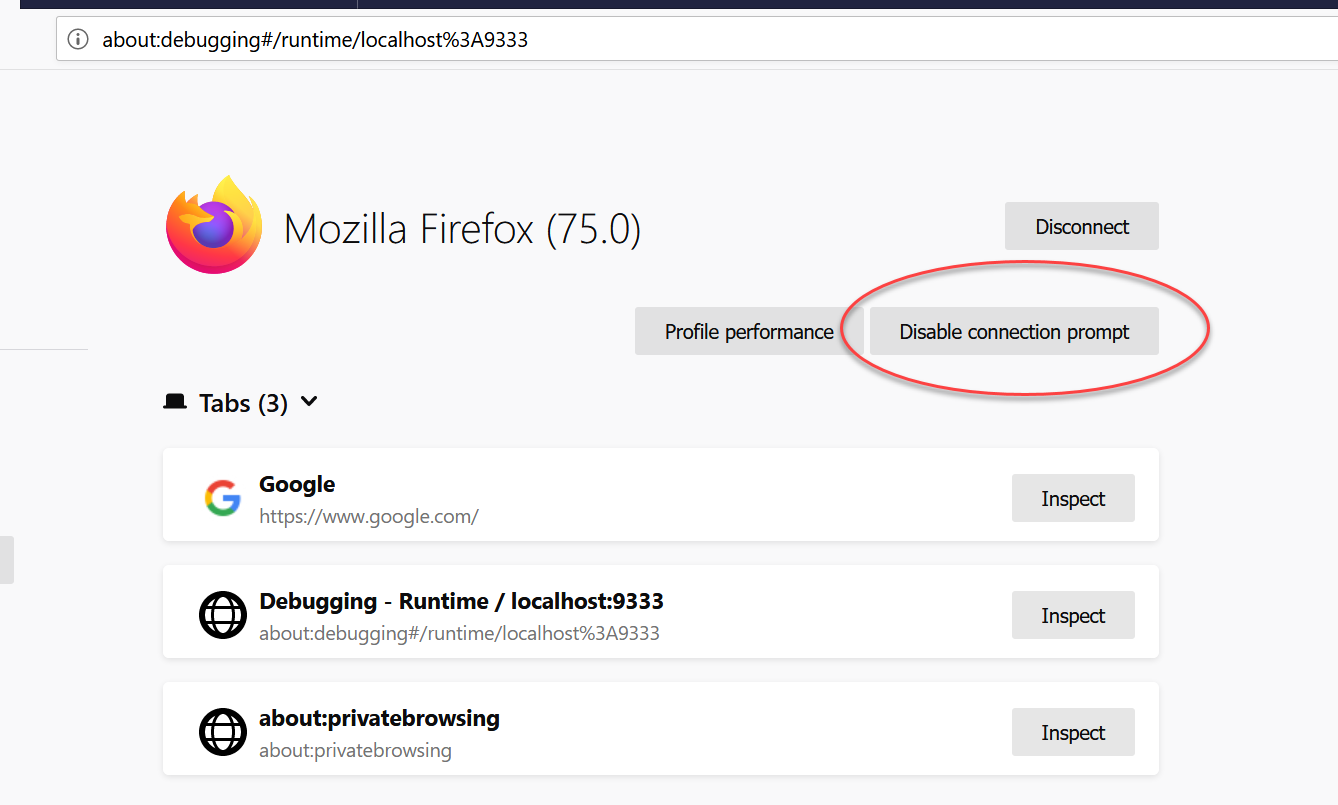 about:debugging#/runtime/localhost%3A9333
Mozilla Firefox (75.0)
Disconnect
Profile performance
Disable connection prompt
Tabs (3)
Google
https://www.google.com/
Inspect
Debugging - Runtime / localhost:9333
about:debugging#/runtime/localhost%3A9333
Inspect
about:privatebrowsing
about:privatebrowsing
Inspect